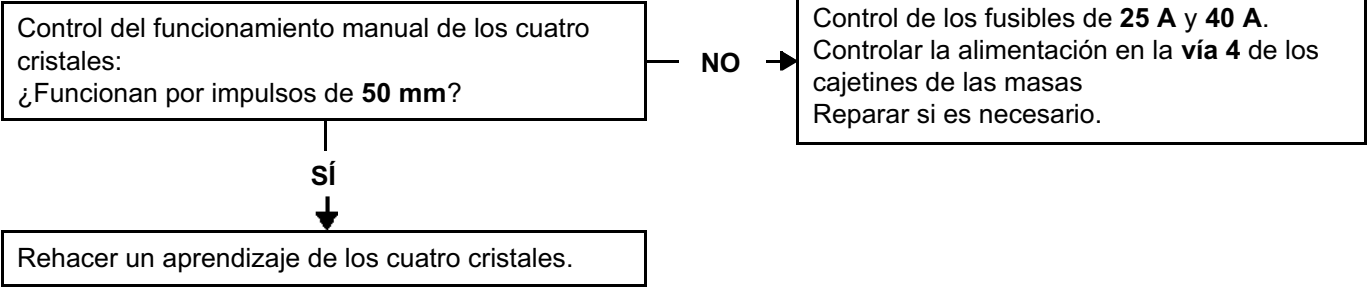 Control del funcionamiento manual de los cuatro
cristales:
¿Funcionan por impulsos de 50 mm?
NO
Control de los fusibles de 25 A y 40 A.
Controlar la alimentación en la vía 4 de los
cajetines de las masas
Reparar si es necesario.
SÍ
Rehacer un aprendizaje de los cuatro cristales.